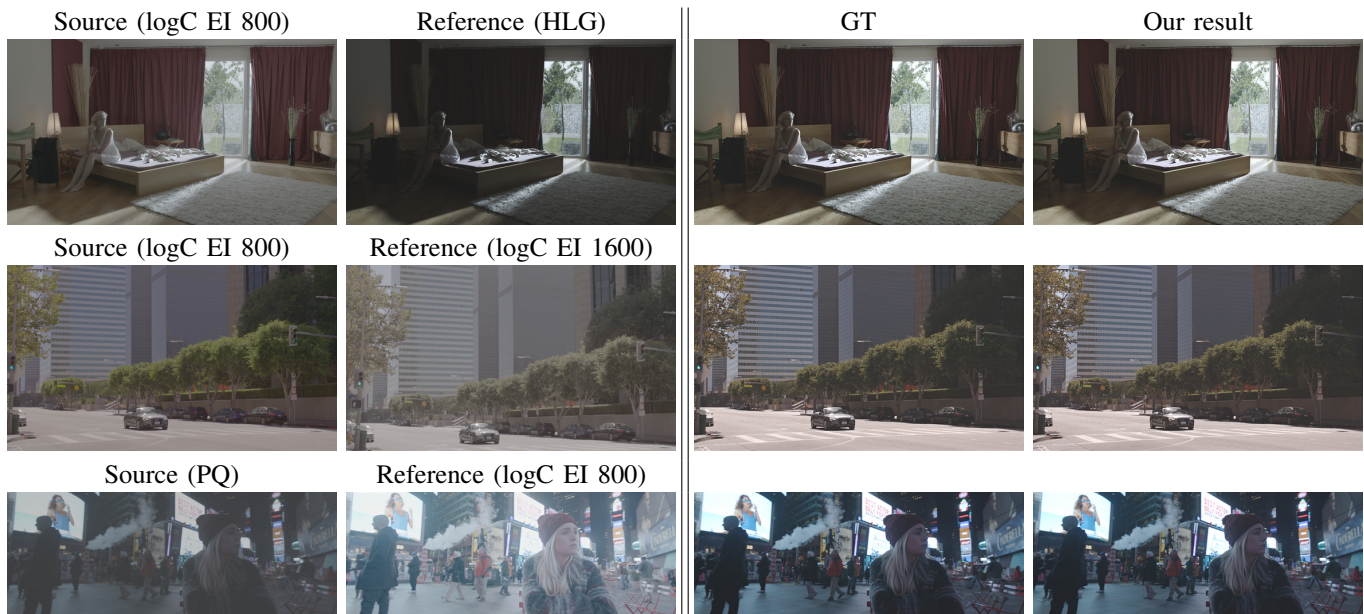 Source (logC EI 800) Reference (HLG) GT Our result
Source (logC EI 800) Reference (logC EI 1600)
Source (PQ) Reference (logC EI 800)